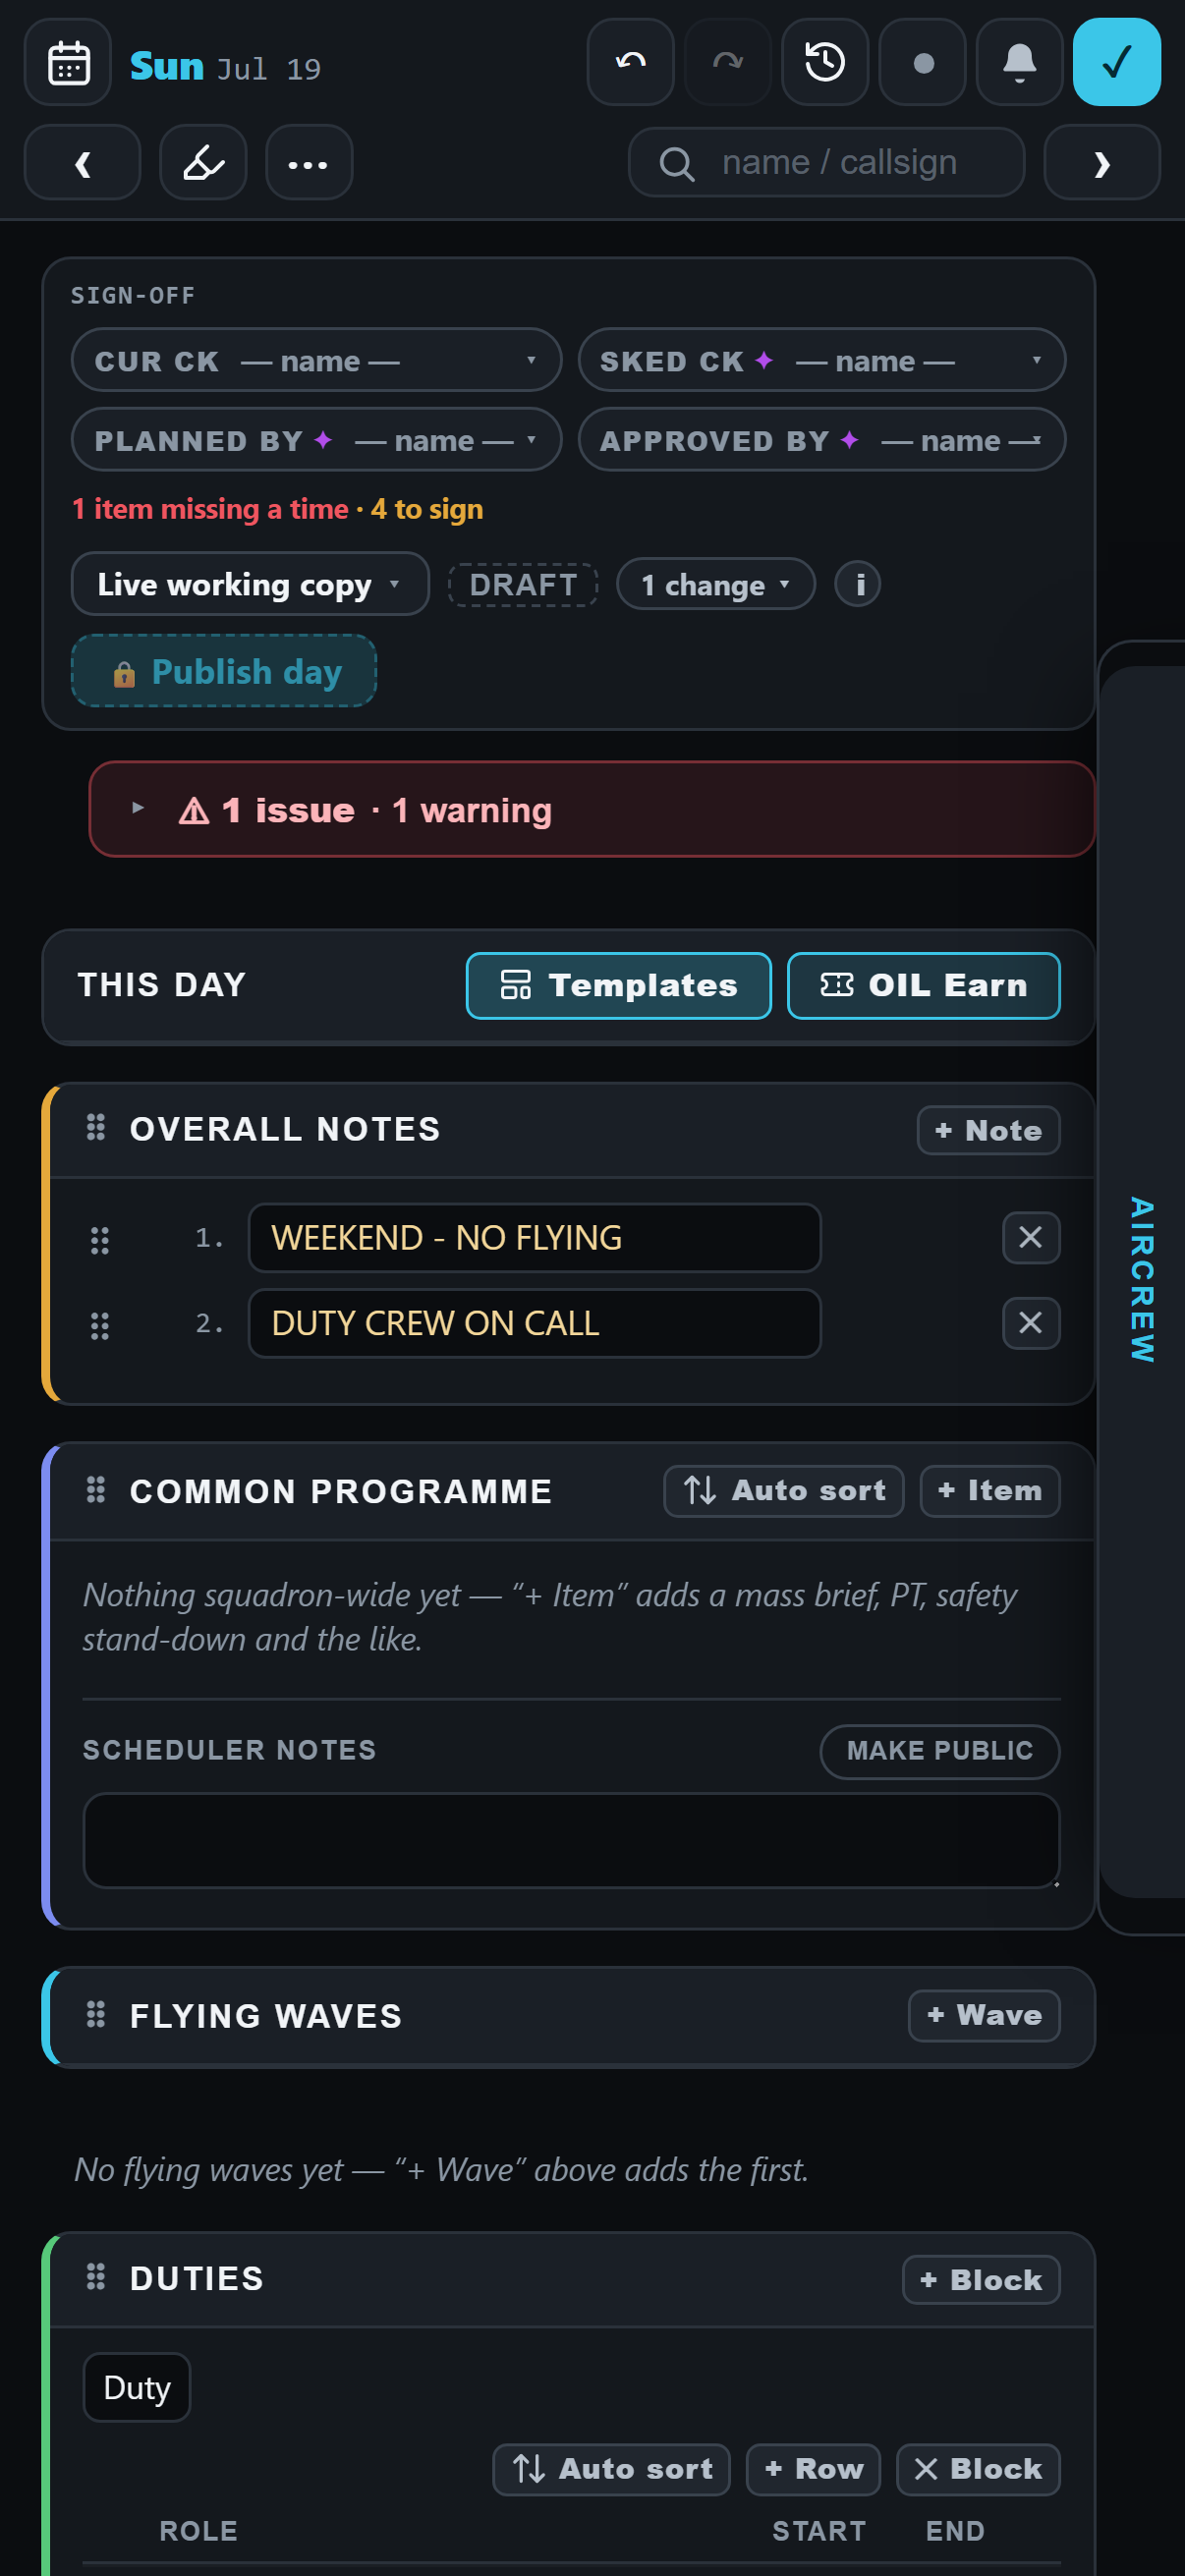 Sun Jul 19
name / callsign
SIGN-OFF
CUR CK — name —
SKED CK — name —
PLANNED BY — name —
APPROVED BY — name —
1 item missing a time · 4 to sign
Live working copy DRAFT 1 change i
Publish day
1 issue · 1 warning
THIS DAY Templates OIL Earn
AIRCREW
OVERALL NOTES + Note
1. WEEKEND - NO FLYING
2. DUTY CREW ON CALL
COMMON PROGRAMME Auto sort + Item
Nothing squadron-wide yet — “+ Item” adds a mass brief, PT, safety
stand-down and the like.
SCHEDULER NOTES MAKE PUBLIC
FLYING WAVES + Wave
No flying waves yet — “+ Wave” above adds the first.
DUTIES + Block
Duty
Auto sort + Row × Block
ROLE START END